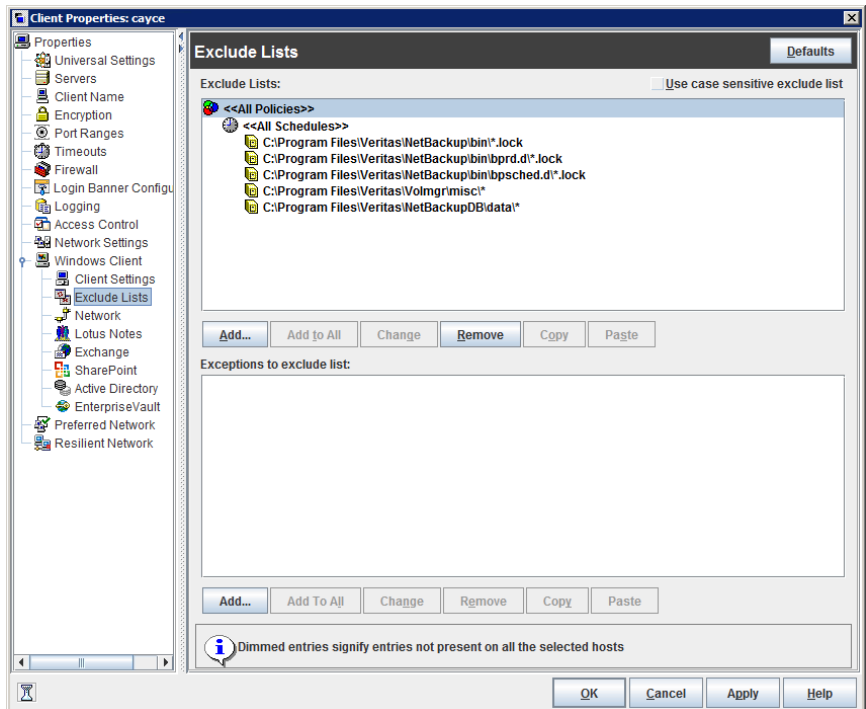 Client Properties: cayce
Properties
Universal Settings
Servers
Client Name
Encryption
Port Ranges
Timeouts
Firewall
Login Banner Configu
Logging
Access Control
Network Settings
Windows Client
Client Settings
Exclude Lists
Network
Lotus Notes
Exchange
SharePoint
Active Directory
EnterpriseVault
Preferred Network
Resilient Network
Exclude Lists
Defaults
Exclude Lists:
Use case sensitive exclude list
<<All Policies>>
<<All Schedules>>
C:\Program Files\Veritas\NetBackup\bin\*.lock
C:\Program Files\Veritas\NetBackup\bin\bprd.d\*.lock
C:\Program Files\Veritas\NetBackup\bin\bpsched.d\*.lock
C:\Program Files\Veritas\Volmgr\misc\*
C:\Program Files\Veritas\NetBackupDB\data\*
Add... Add to All Change Remove Copy Paste
Exceptions to exclude list:
Add... Add To All Change Remove Copy Paste
Dimmed entries signify entries not present on all the selected hosts
OK Cancel Apply Help